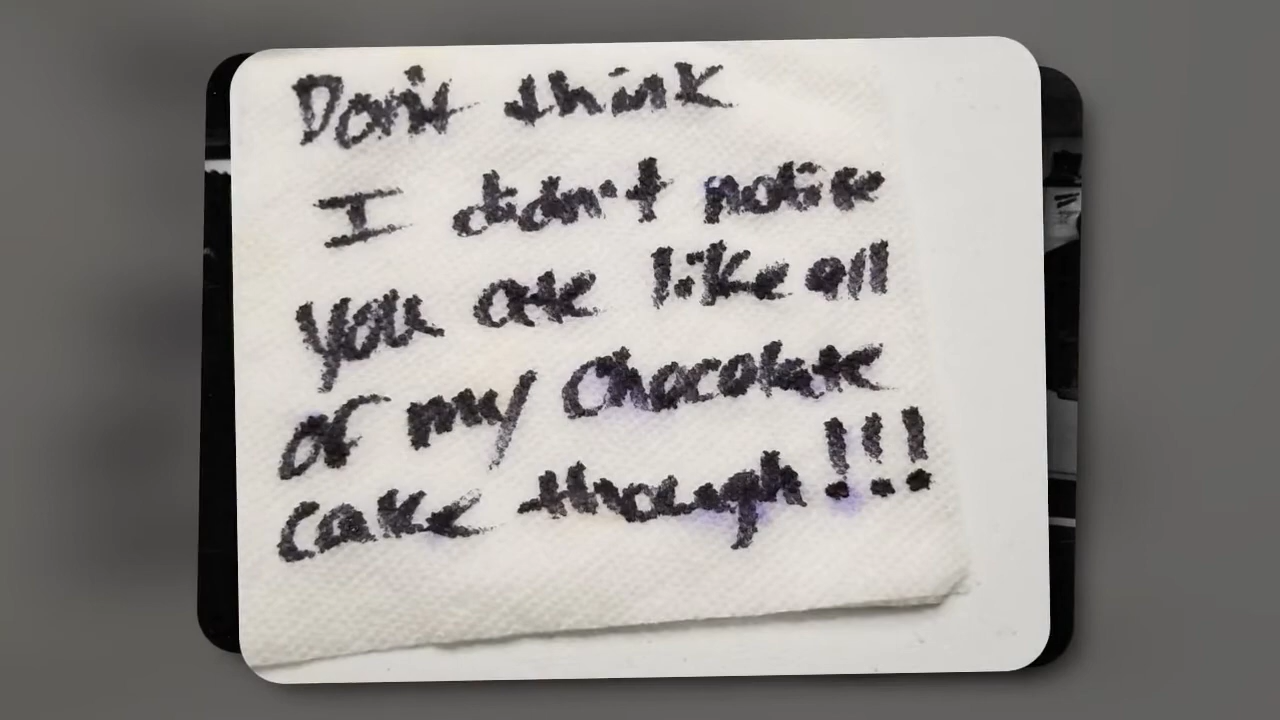 Don't think
I didn't notice
you ate like all
of my Chocolate
cake though!!!